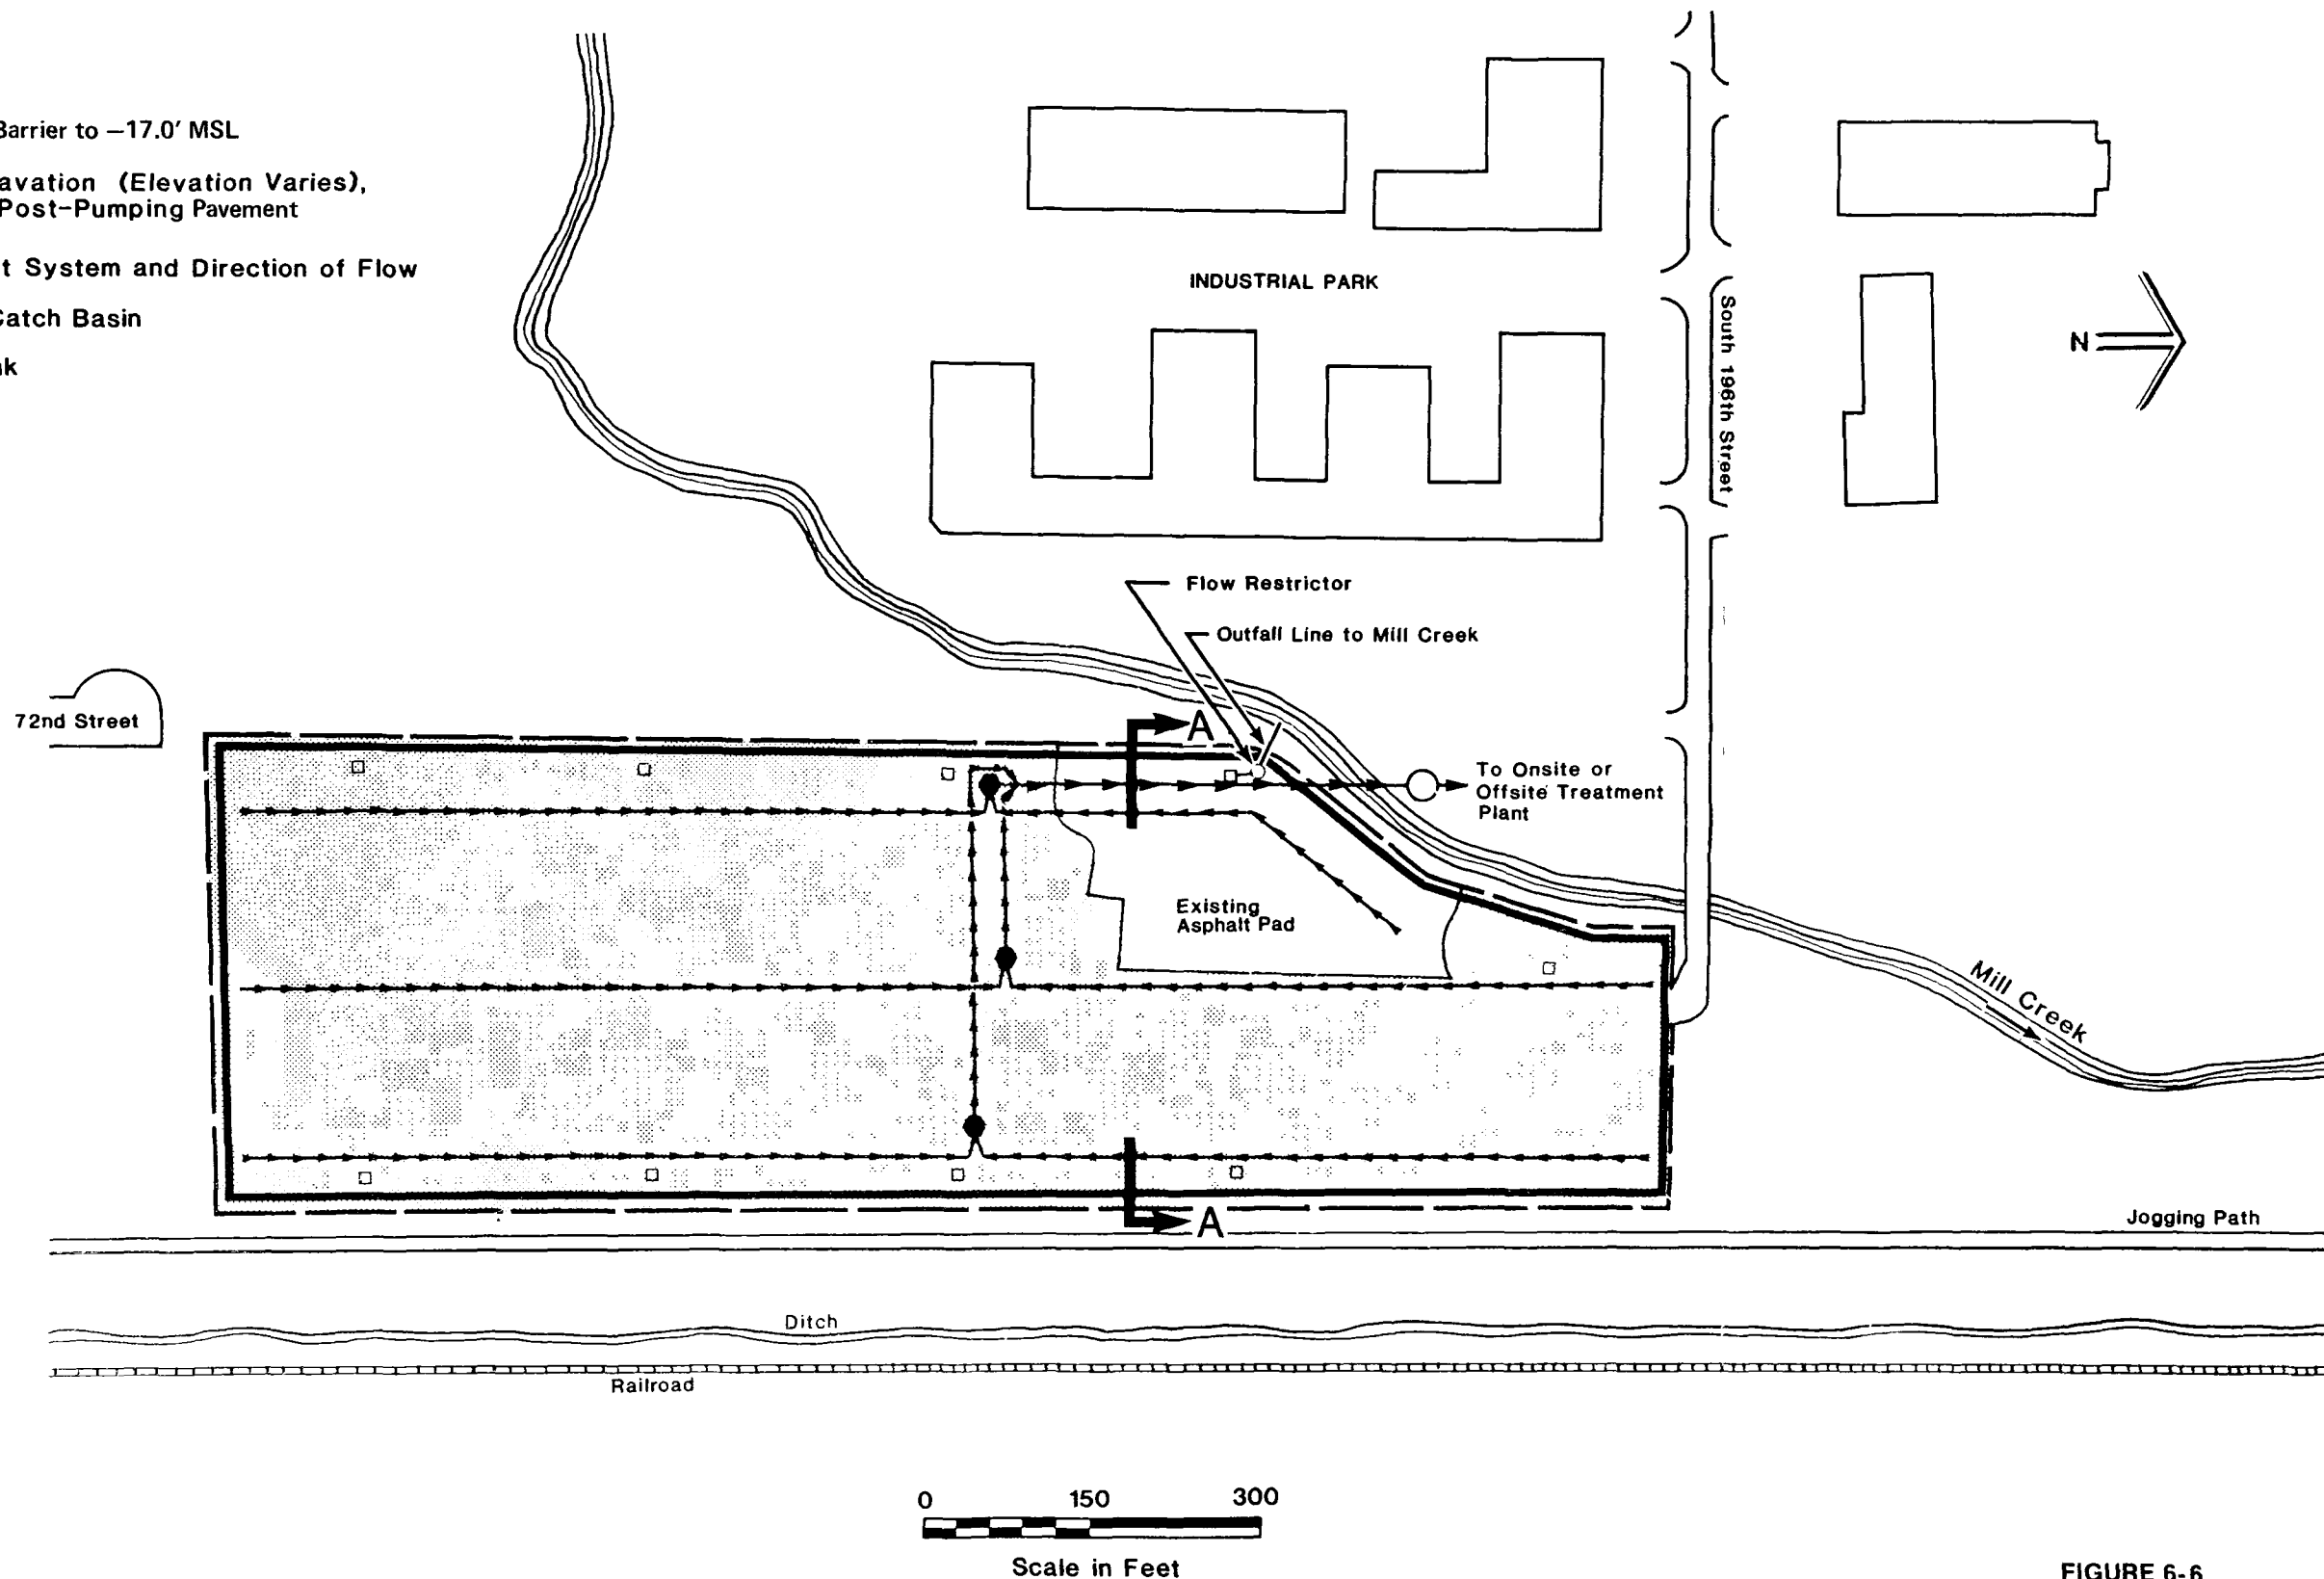 Barrier to —17.0' MSL
avation (Elevation Varies),
Post-Pumping Pavement
t System and Direction of Flow
Catch Basin
nk
INDUSTRIAL PARK
South 196th Street
N
Flow Restrictor
Outfall Line to Mill Creek
72nd Street
A
To Onsite or
Offsite Treatment
Plant
Existing
Asphalt Pad
Mill Creek
A
Jogging Path
Ditch
Railroad
0 150 300
Scale in Feet
FIGURE 6-6